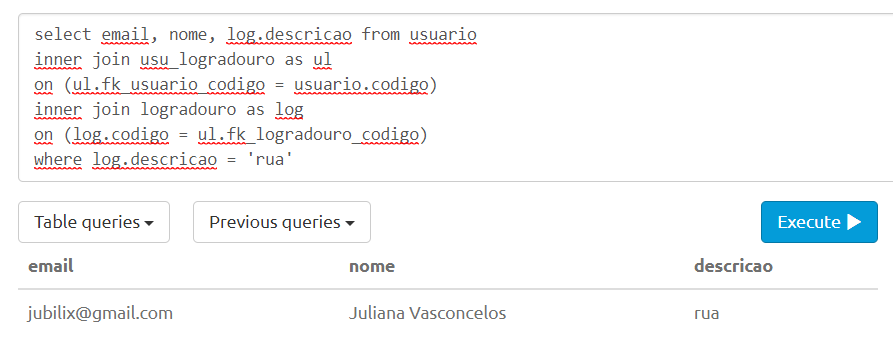 select email, nome, log.descricao from usuario
inner join usu_logradouro as ul
on (ul.fk_usuario_codigo = usuario.codigo)
inner join logradouro as log
on (log.codigo = ul.fk_logradouro_codigo)
where log.descricao = 'rua'
Table queries Previous queries Execute
email nome descricao
jubilix@gmail.com Juliana Vasconcelos rua